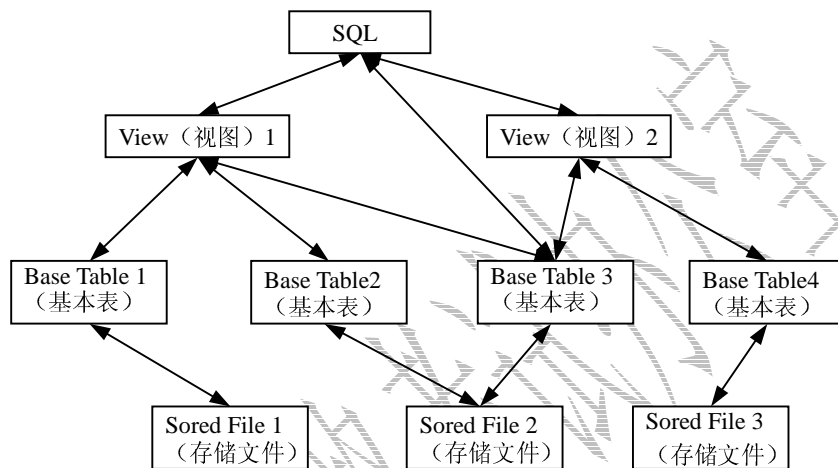 SQL
View（视图）1
View（视图）2
Base Table 1
（基本表）
Base Table2
（基本表）
Base Table 3
（基本表）
Base Table4
（基本表）
Sored File 1
（存储文件）
Sored File 2
（存储文件）
Sored File 3
（存储文件）